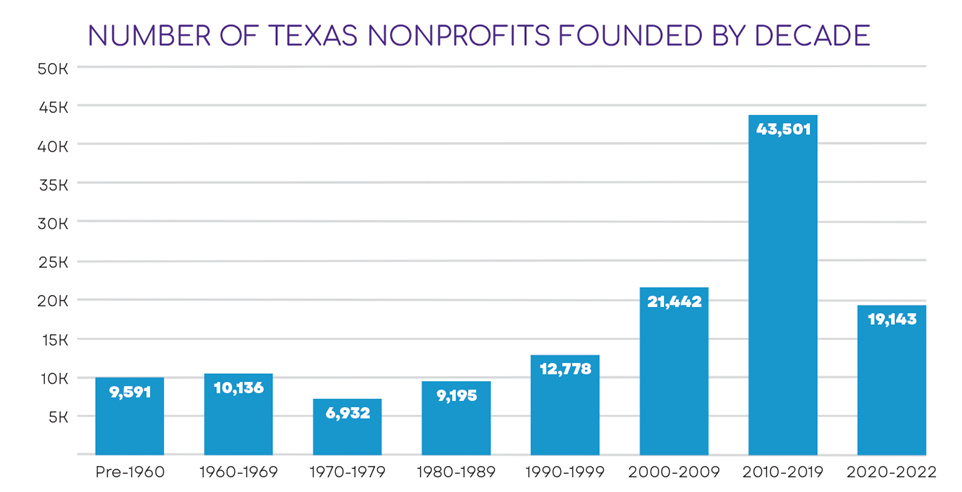 NUMBER OF TEXAS NONPROFITS FOUNDED BY DECADE
50K
45K
40K
35K
30K
25K
20K
15K
10K
5K
9,591
10,136
6,932
9,195
12,778
21,442
43,501
19,143
Pre-1960 1960-1969 1970-1979 1980-1989 1990-1999 2000-2009 2010-2019 2020-2022